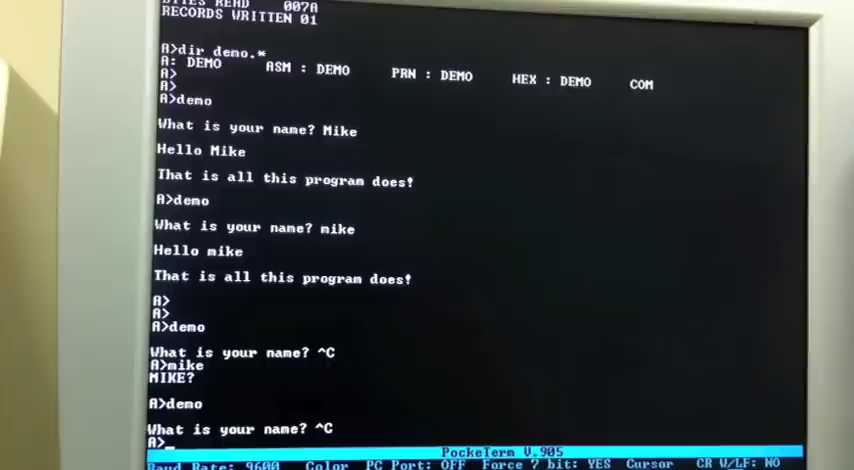 BYTES READ 007A
RECORDS WRITTEN 01
A>dir demo.*
A: DEMO ASM : DEMO PRN : DEMO HEX : DEMO COM
A>
A>
A>demo
What is your name? Mike
Hello Mike
That is all this program does!
A>demo
What is your name? mike
Hello mike
That is all this program does!
A>
A>
A>demo
What is your name? ^C
A>mike
MIKE?
A>demo
What is your name? ^C
A>_
PockeTerm V.905
Baud Rate: 9600 Color PC Port: OFF Force 7 bit: YES Cursor CR W/LF: NO